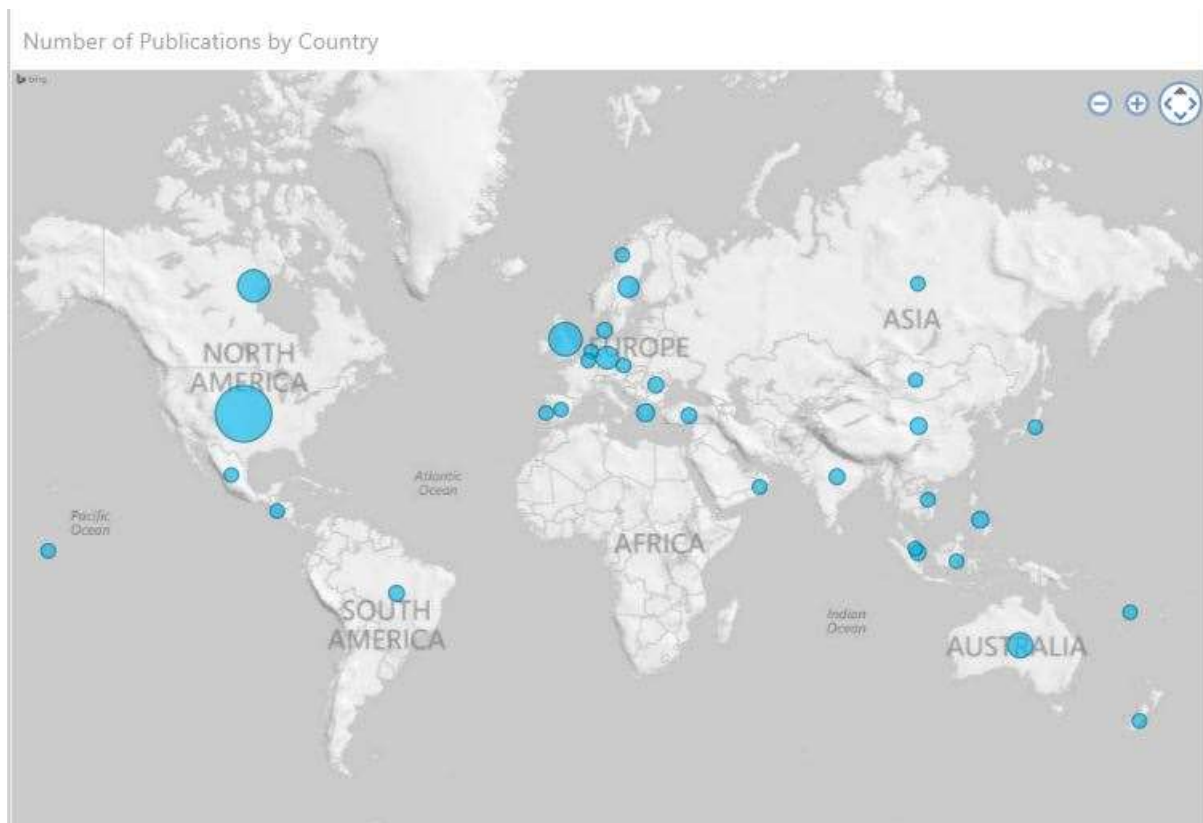 Number of Publications by Country
bing
ASIA
NORTH
AMERICA
EUROPE
Atlantic
Ocean
Pacific
Ocean
AFRICA
SOUTH
AMERICA
Indian
Ocean
AUSTRALIA